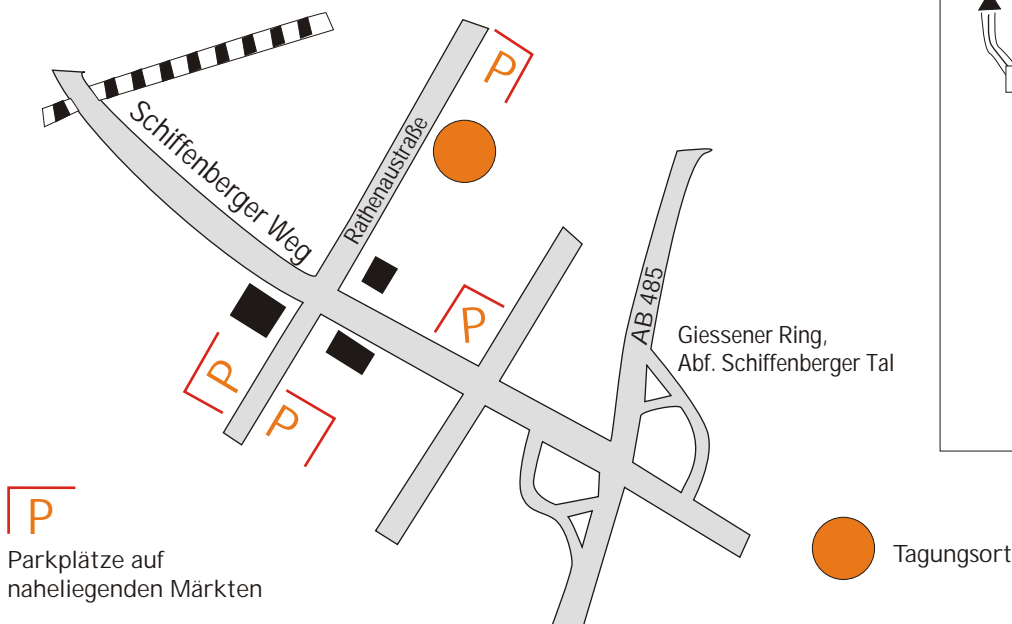 P
Schiffenberger Weg
Rathenaustraße
P
AB 485
Giessener Ring,
Abf. Schiffenberger Tal
P
P
P
Parkplätze auf
naheliegenden Märkten
Tagungsort